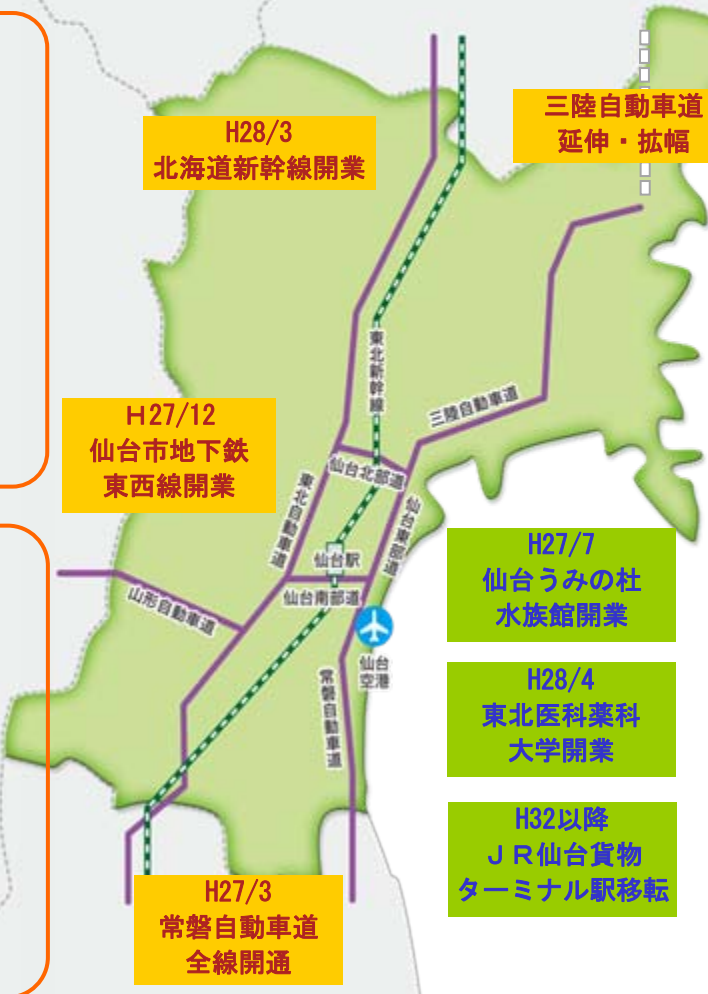 三陸自動車道
延伸・拡幅
H28/3
北海道新幹線開業
東北新幹線
三陸自動車道
H27/12
仙台市地下鉄
東西線開業
仙台北部道
東北自動車道
仙台東部道
仙台駅
仙台南部道
山形自動車道
仙台
空港
常磐自動車道
H27/7
仙台うみの杜
水族館開業
H28/4
東北医科薬科
大学開業
H32以降
JR仙台貨物
ターミナル駅移転
H27/3
常磐自動車道
全線開通